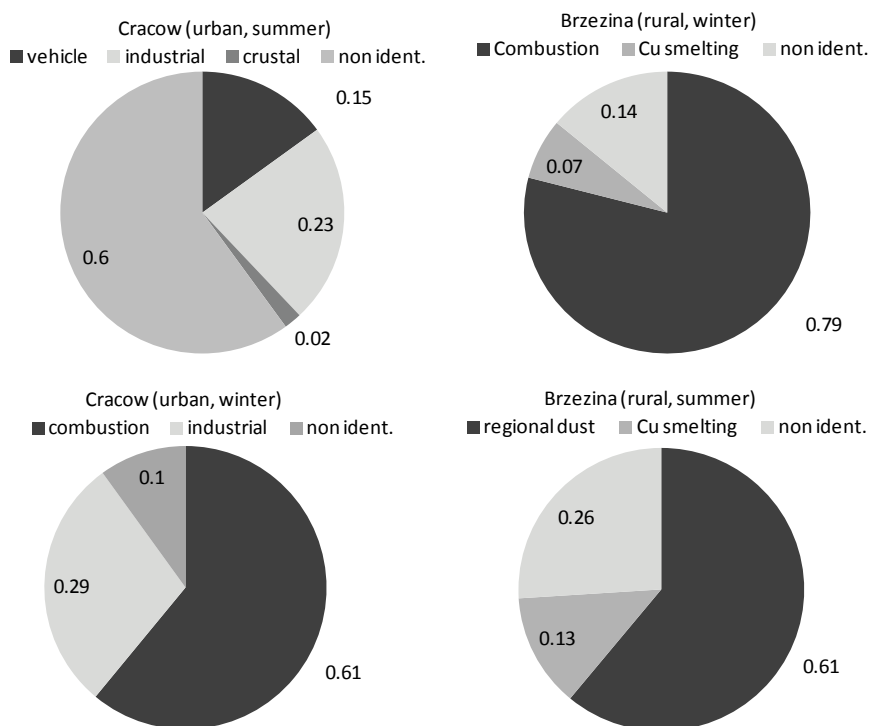 Cracow (urban, summer)
vehicle industrial crustal non ident.
0.15
0.23
0.6
0.02
Brzezina (rural, winter)
Combustion Cu smelting non ident.
0.14
0.07
0.79
Cracow (urban, winter)
combustion industrial non ident.
0.1
0.29
0.61
Brzezina (rural, summer)
regional dust Cu smelting non ident.
0.26
0.13
0.61